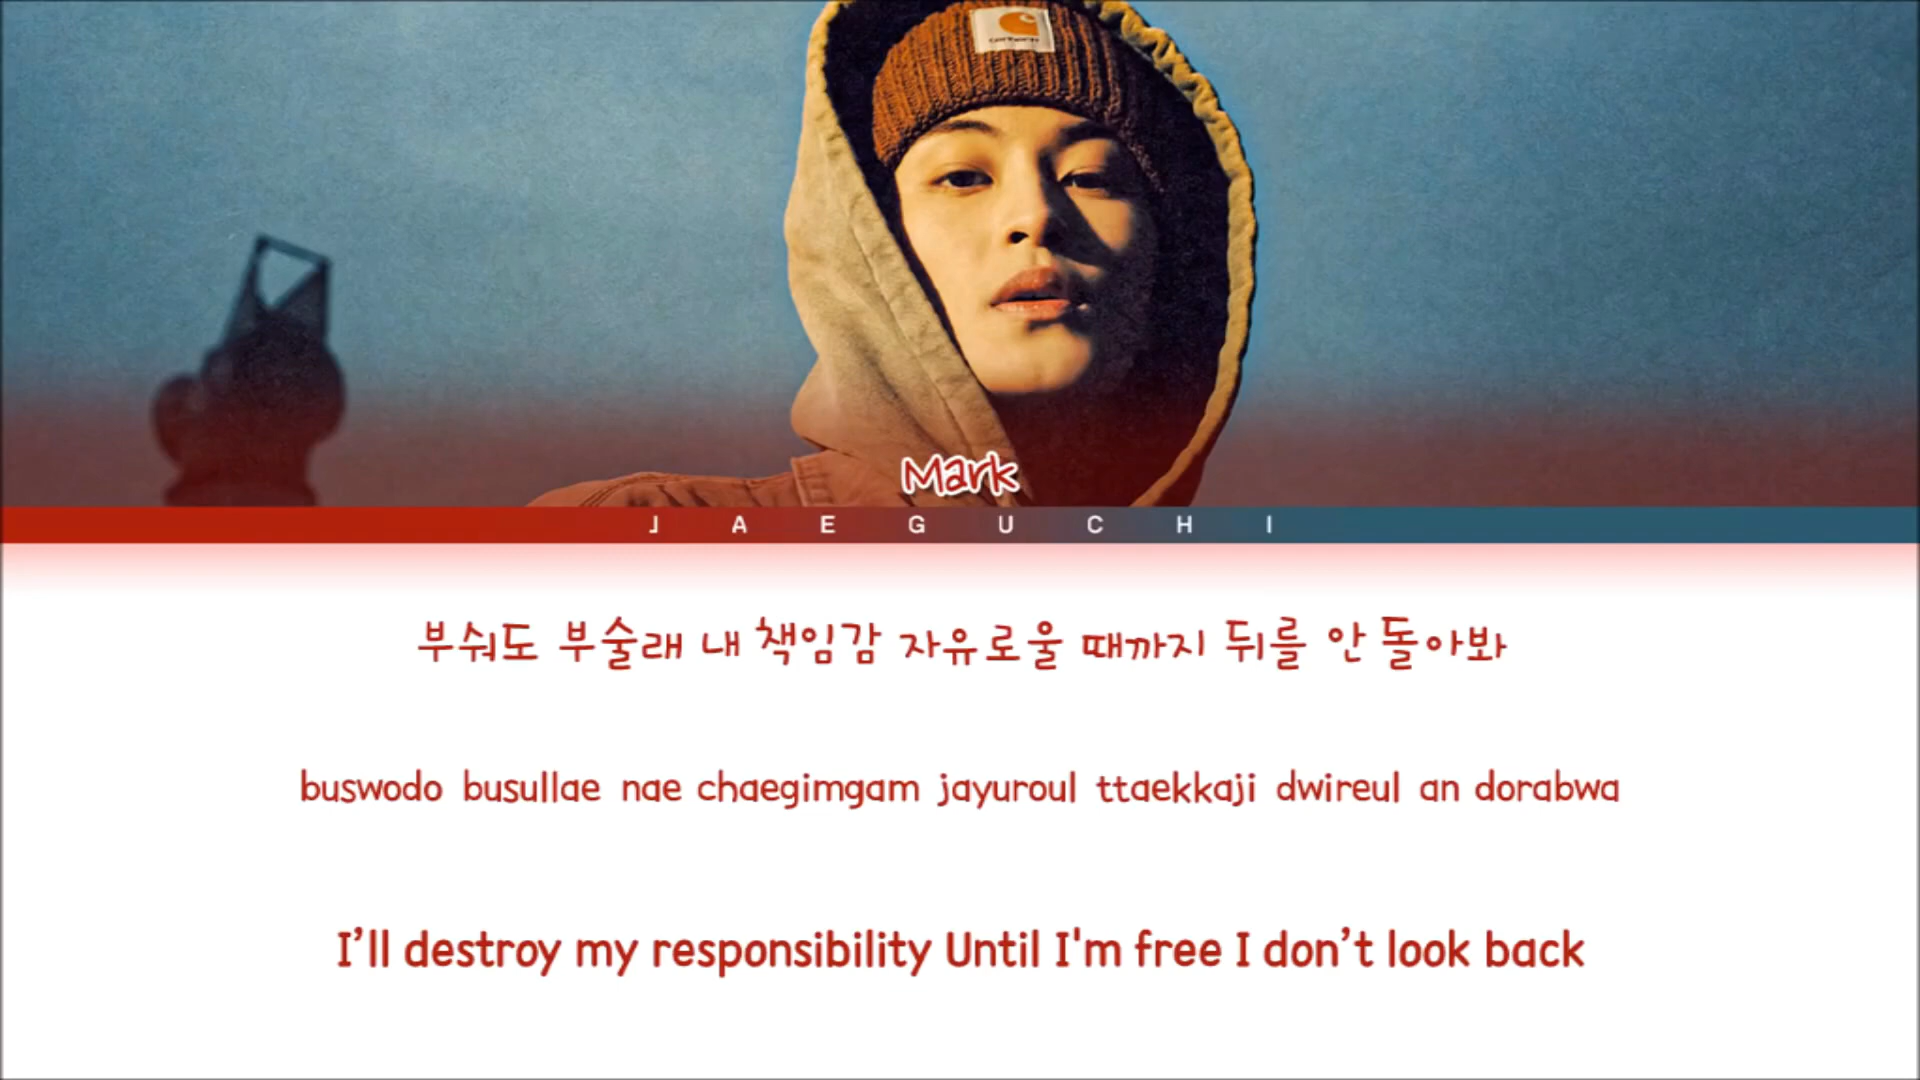 carhartt
Mark
JAEGUCHI
부숴도 부술래 내 책임감 자유로울 때까지 뒤를 안 돌아봐
buswodo busullae nae chaegimgam jayuroul ttaekkaji dwireul an dorabwa
I’ll destroy my responsibility Until I'm free I don’t look back